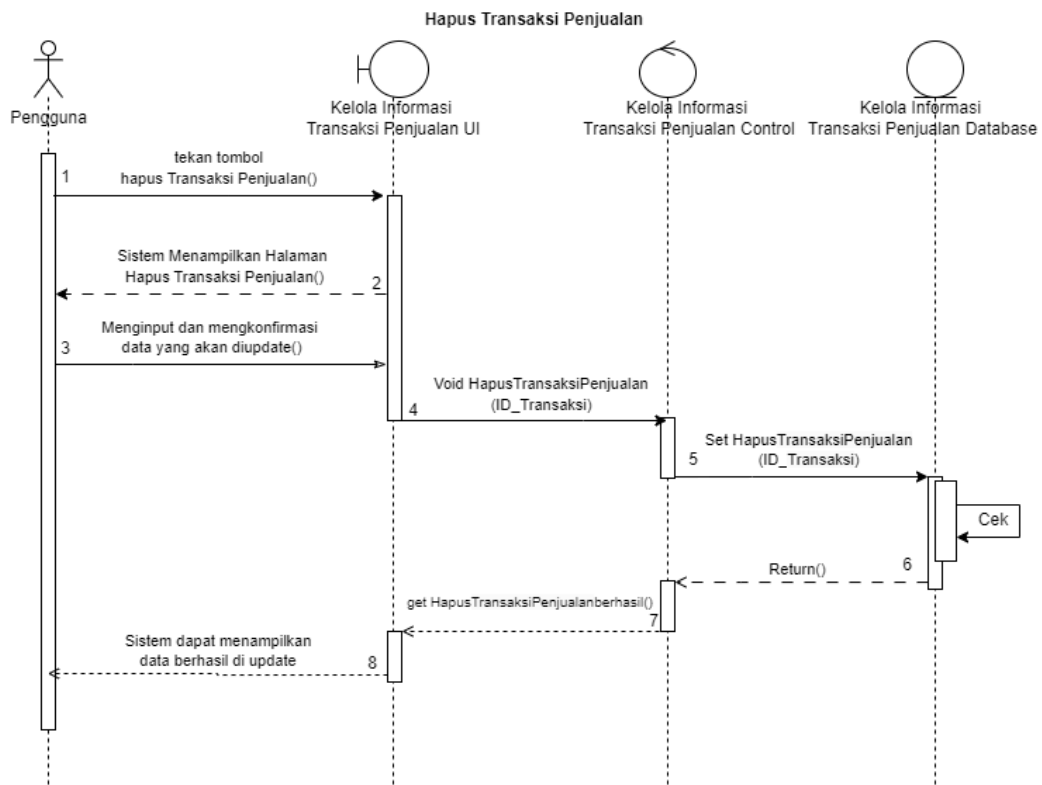 Hapus Transaksi Penjualan
Pengguna
Kelola Informasi
Transaksi Penjualan UI
Kelola Informasi
Transaksi Penjualan Control
Kelola Informasi
Transaksi Penjualan Database
1
tekan tombol
hapus Transaksi Penjualan()
Sistem Menampilkan Halaman
Hapus Transaksi Penjualan()
2
Menginput dan mengkonfirmasi
data yang akan diupdate()
3
Void HapusTransaksiPenjualan
(ID_Transaksi)
4
Set HapusTransaksiPenjualan
(ID_Transaksi)
5
Cek
6
Return()
get HapusTransaksiPenjualanberhasil()
7
Sistem dapat menampilkan
data berhasil di update
8